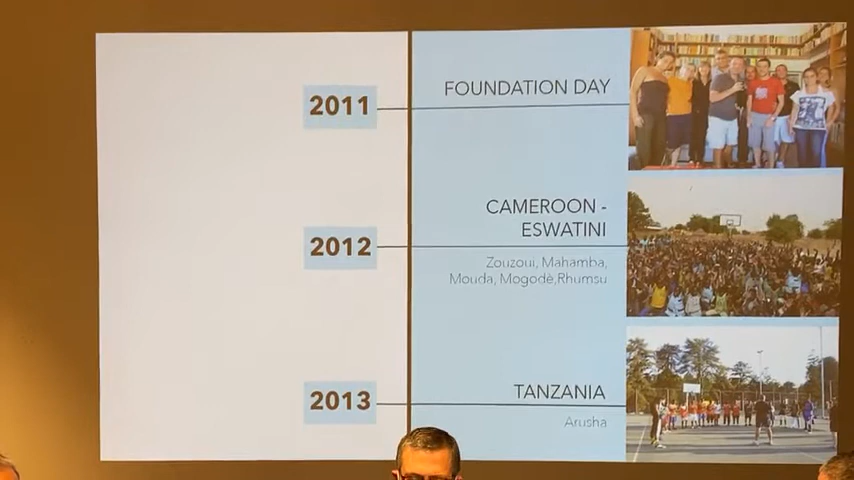 2011
FOUNDATION DAY
2012
CAMEROON -
ESWATINI
Zouzoui, Mahamba,
Mouda, Mogodè,Rhumsu
2013
TANZANIA
Arusha